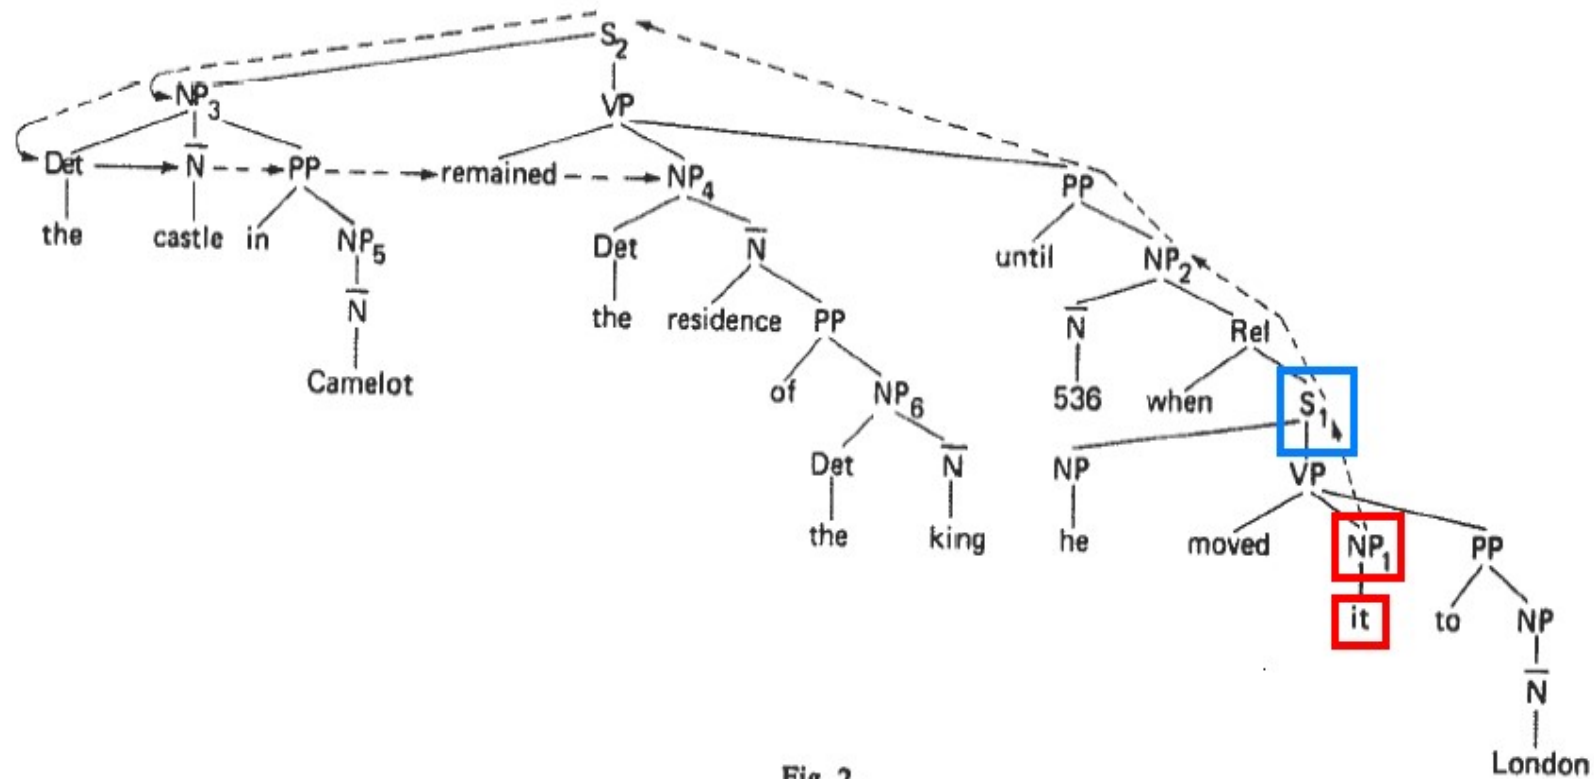 S2
NP3 VP
Det N PP remained NP4 PP
the castle in NP5 Det N until NP2
N the residence PP N Rel
Camelot of NP6 536 when S1
Det N NP VP
the king he moved NP1 PP
it to NP
N
London
Fig. 2